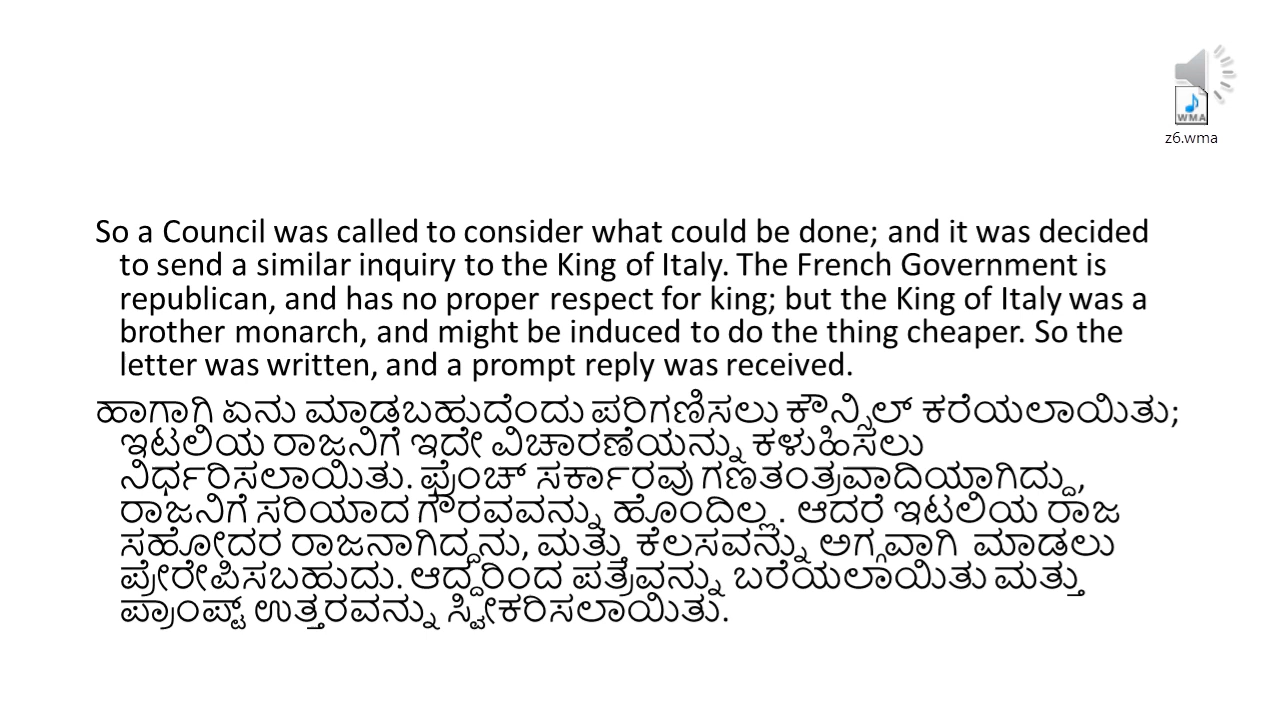 WMA
z6.wma
So a Council was called to consider what could be done; and it was decided
to send a similar inquiry to the King of Italy. The French Government is
republican, and has no proper respect for king; but the King of Italy was a
brother monarch, and might be induced to do the thing cheaper. So the
letter was written, and a prompt reply was received.
ಹಾಗಾಗಿ ಏನು ಮಾಡಬಹುದೆಂದು ಪರಿಗಣಿಸಲು ಕೌನ್ಸಿಲ್ ಕರೆಯಲಾಯಿತು;
ಇಟಲಿಯ ರಾಜನಿಗೆ ಇದೇ ವಿಚಾರಣೆಯನ್ನು ಕಳುಹಿಸಲು
ನಿರ್ಧರಿಸಲಾಯಿತು. ಫ್ರೆಂಚ್ ಸರ್ಕಾರವು ಗಣತಂತ್ರವಾದಿಯಾಗಿದ್ದು,
ರಾಜನಿಗೆ ಸರಿಯಾದ ಗೌರವವನ್ನು ಹೊಂದಿಲ್ಲ. ಆದರೆ ಇಟಲಿಯ ರಾಜ
ಸಹೋದರ ರಾಜನಾಗಿದ್ದನು, ಮತ್ತು ಕೆಲಸವನ್ನು ಅಗ್ಗವಾಗಿ ಮಾಡಲು
ಪ್ರೇರೇಪಿಸಬಹುದು. ಆದ್ದರಿಂದ ಪತ್ರವನ್ನು ಬರೆಯಲಾಯಿತು ಮತ್ತು
ಪ್ರಾಂಪ್ಟ್ ಉತ್ತರವನ್ನು ಸ್ವೀಕರಿಸಲಾಯಿತು.